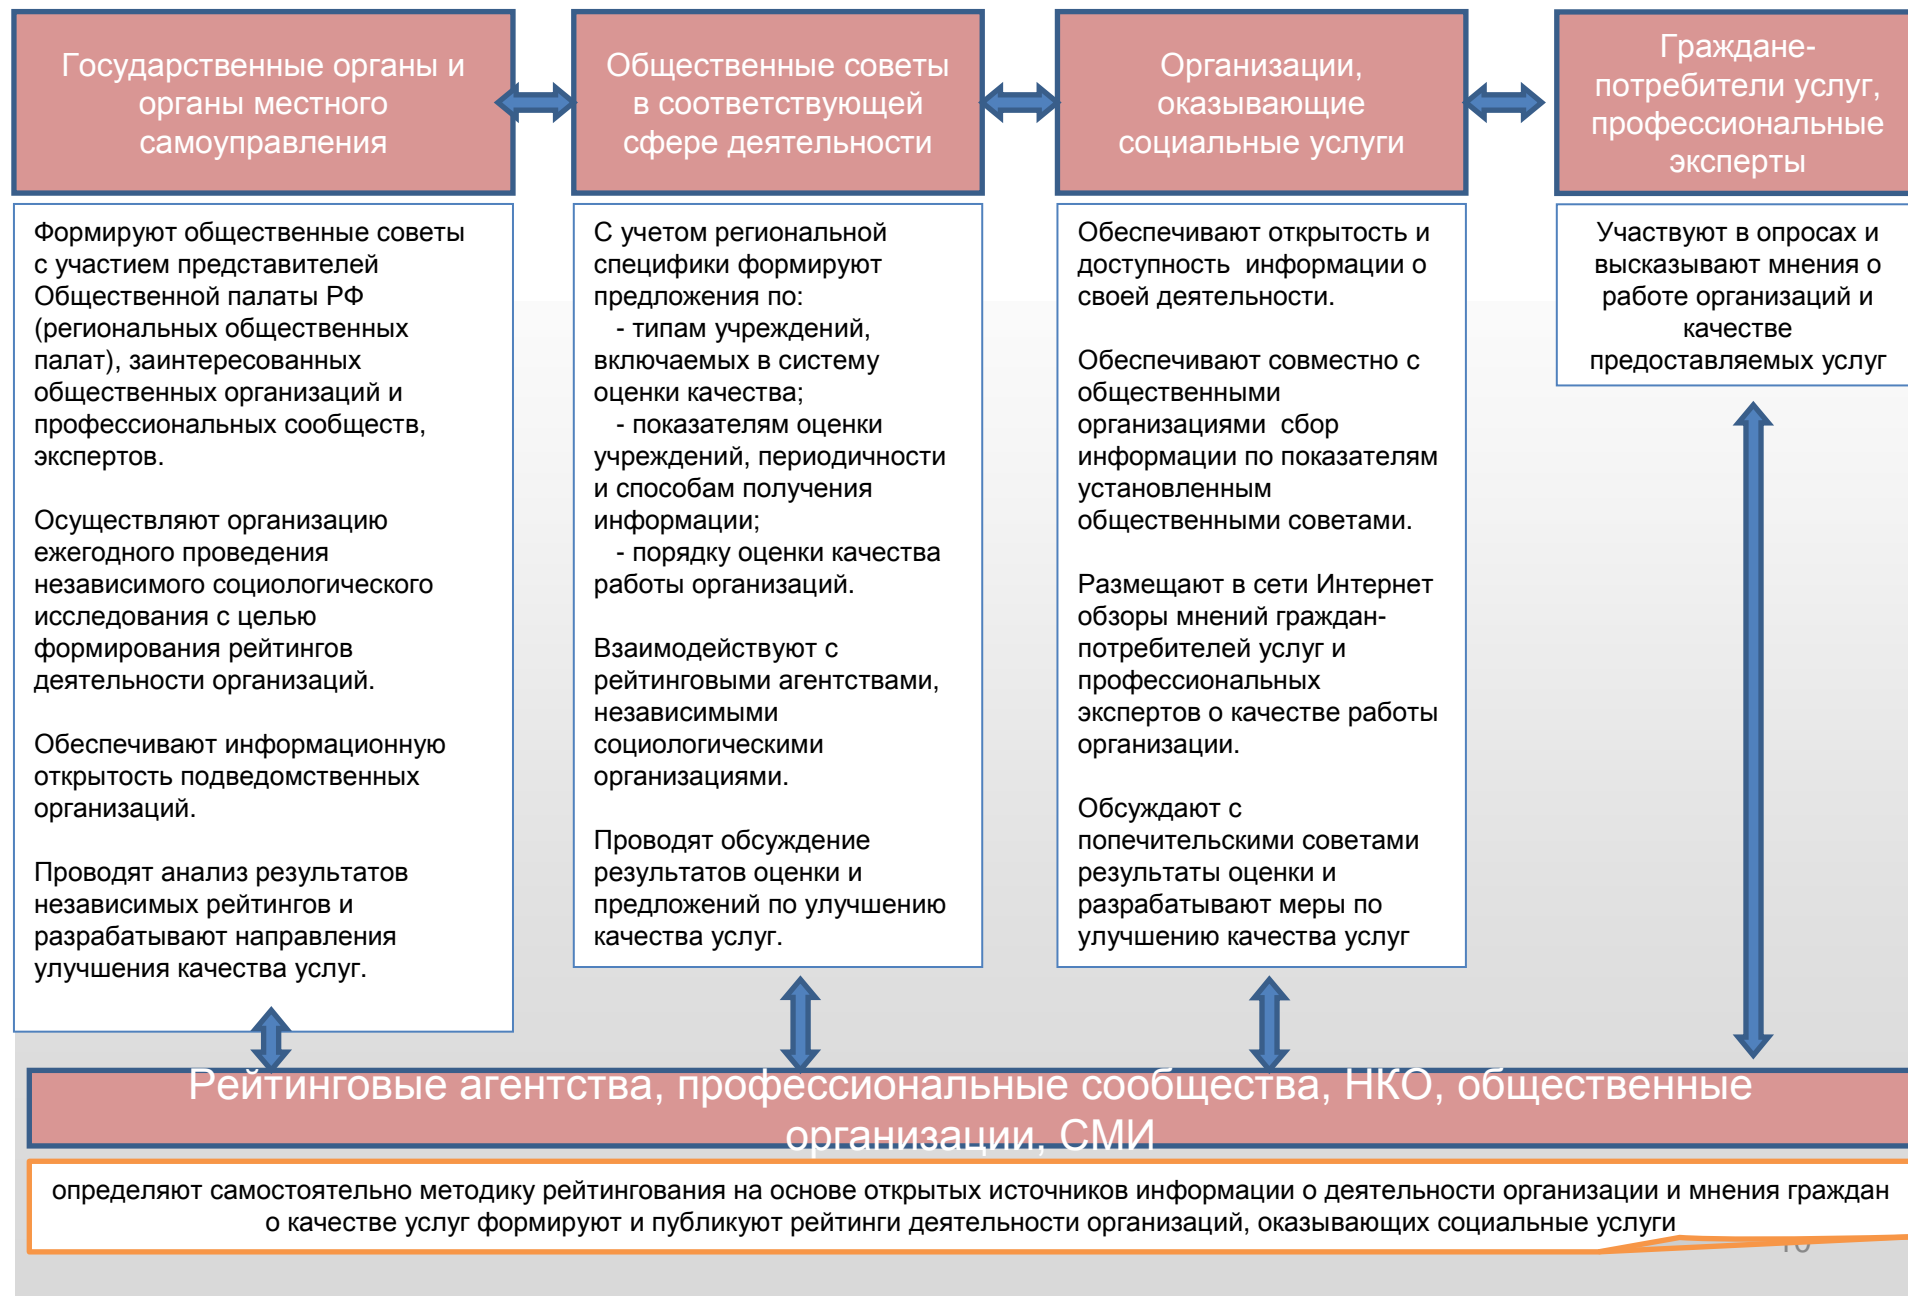 Государственные органы и
органы местного
самоуправления
Общественные советы
в соответствующей
сфере деятельности
Организации,
оказывающие
социальные услуги
Граждане-
потребители услуг,
профессиональные
эксперты
Формируют общественные советы
с участием представителей
Общественной палаты РФ
(региональных общественных
палат), заинтересованных
общественных организаций и
профессиональных сообществ,
экспертов.
Осуществляют организацию
ежегодного проведения
независимого социологического
исследования с целью
формирования рейтингов
деятельности организаций.
Обеспечивают информационную
открытость подведомственных
организаций.
Проводят анализ результатов
независимых рейтингов и
разрабатывают направления
улучшения качества услуг.
С учетом региональной
специфики формируют
предложения по:
- типам учреждений,
включаемых в систему
оценки качества;
- показателям оценки
учреждений, периодичности
и способам получения
информации;
- порядку оценки качества
работы организаций.
Взаимодействуют с
рейтинговыми агентствами,
независимыми
социологическими
организациями.
Проводят обсуждение
результатов оценки и
предложений по улучшению
качества услуг.
Обеспечивают открытость и
доступность информации о
своей деятельности.
Обеспечивают совместно с
общественными
организациями сбор
информации по показателям
установленным
общественными советами.
Размещают в сети Интернет
обзоры мнений граждан-
потребителей услуг и
профессиональных
экспертов о качестве работы
организации.
Обсуждают с
попечительскими советами
результаты оценки и
разрабатывают меры по
улучшению качества услуг
Участвуют в опросах и
высказывают мнения о
работе организаций и
качестве
предоставляемых услуг
Рейтинговые агентства, профессиональные сообщества, НКО, общественные
организации, СМИ
определяют самостоятельно методику рейтингования на основе открытых источников информации о деятельности организации и мнения граждан
о качестве услуг формируют и публикуют рейтинги деятельности организаций, оказывающих социальные услуги